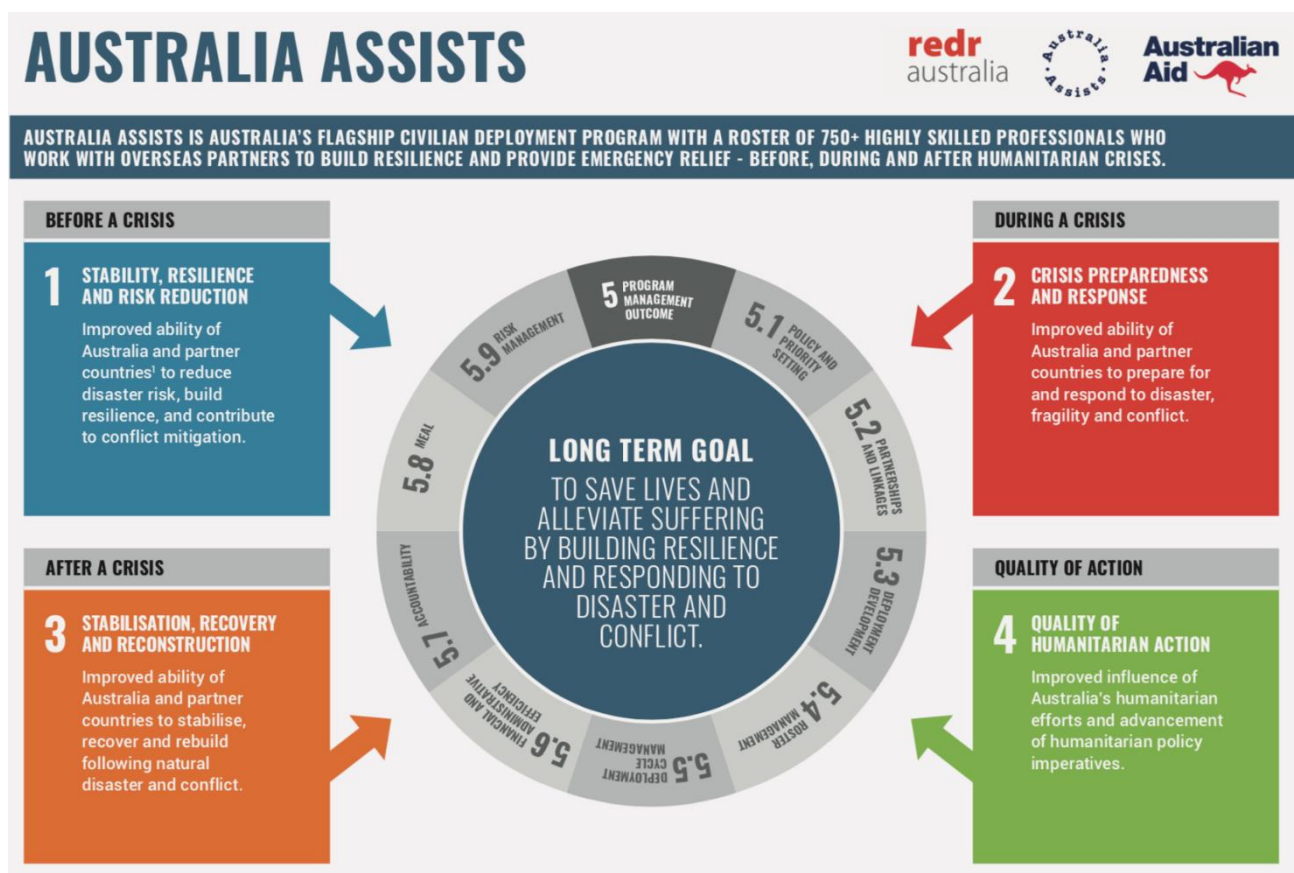 AUSTRALIA ASSISTS
redr
australia
Australia Assists
Australian
Aid
AUSTRALIA ASSISTS IS AUSTRALIA'S FLAGSHIP CIVILIAN DEPLOYMENT PROGRAM WITH A ROSTER OF 750+ HIGHLY SKILLED PROFESSIONALS WHO
WORK WITH OVERSEAS PARTNERS TO BUILD RESILIENCE AND PROVIDE EMERGENCY RELIEF - BEFORE, DURING AND AFTER HUMANITARIAN CRISES.
BEFORE A CRISIS
1 STABILITY, RESILIENCE
AND RISK REDUCTION
Improved ability of
Australia and partner
countries¹ to reduce
disaster risk, build
resilience, and contribute
to conflict mitigation.
DURING A CRISIS
2 CRISIS PREPAREDNESS
AND RESPONSE
Improved ability of
Australia and partner
countries to prepare for
and respond to disaster,
fragility and conflict.
AFTER A CRISIS
3 STABILISATION, RECOVERY
AND RECONSTRUCTION
Improved ability of
Australia and partner
countries to stabilise,
recover and rebuild
following natural
disaster and conflict.
QUALITY OF ACTION
4 QUALITY OF
HUMANITARIAN ACTION
Improved influence of
Australia's humanitarian
efforts and advancement
of humanitarian policy
imperatives.
5 PROGRAM
MANAGEMENT
OUTCOME
5.1 POLICY AND
PRIORITY
SETTING
5.2 PARTNERSHIPS
AND LINKAGES
5.3 DEPLOYMENT
DEVELOPMENT
5.4 ROSTER
MANAGEMENT
5.5 DEPLOYMENT
CYCLE
MANAGEMENT
5.6 FINANCIAL AND
ADMINISTRATIVE
EFFICIENCY
5.7 ACCOUNTABILITY
5.8 MEAL
5.9 RISK
MANAGEMENT
LONG TERM GOAL
TO SAVE LIVES AND
ALLEVIATE SUFFERING
BY BUILDING RESILIENCE
AND RESPONDING TO
DISASTER AND
CONFLICT.